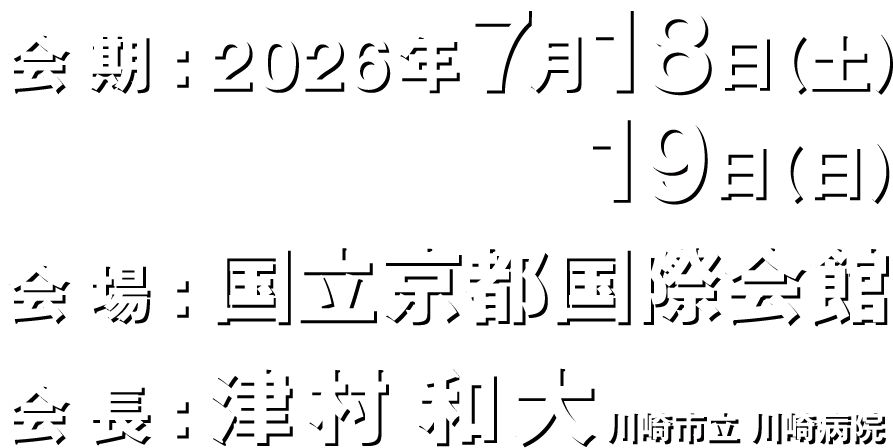 会 期：2026年7月18日（土）
19日（日）
会 場：国立京都国際会館
会 長：津村 和大 川崎市立 川崎病院